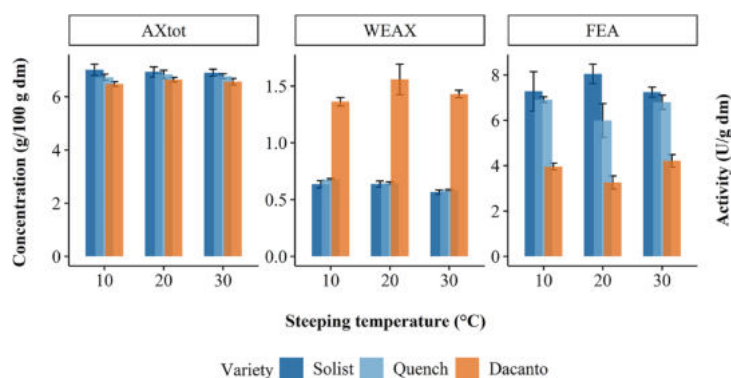 AXtot WEAX FEA
Concentration (g/100 g dm)
6
4
2
0
1.5
1.0
0.5
0.0
8
6
4
2
0
Activity (U/g dm)
10 20 30 10 20 30 10 20 30
Steeping temperature (°C)
Variety Solist Quench Dacanto